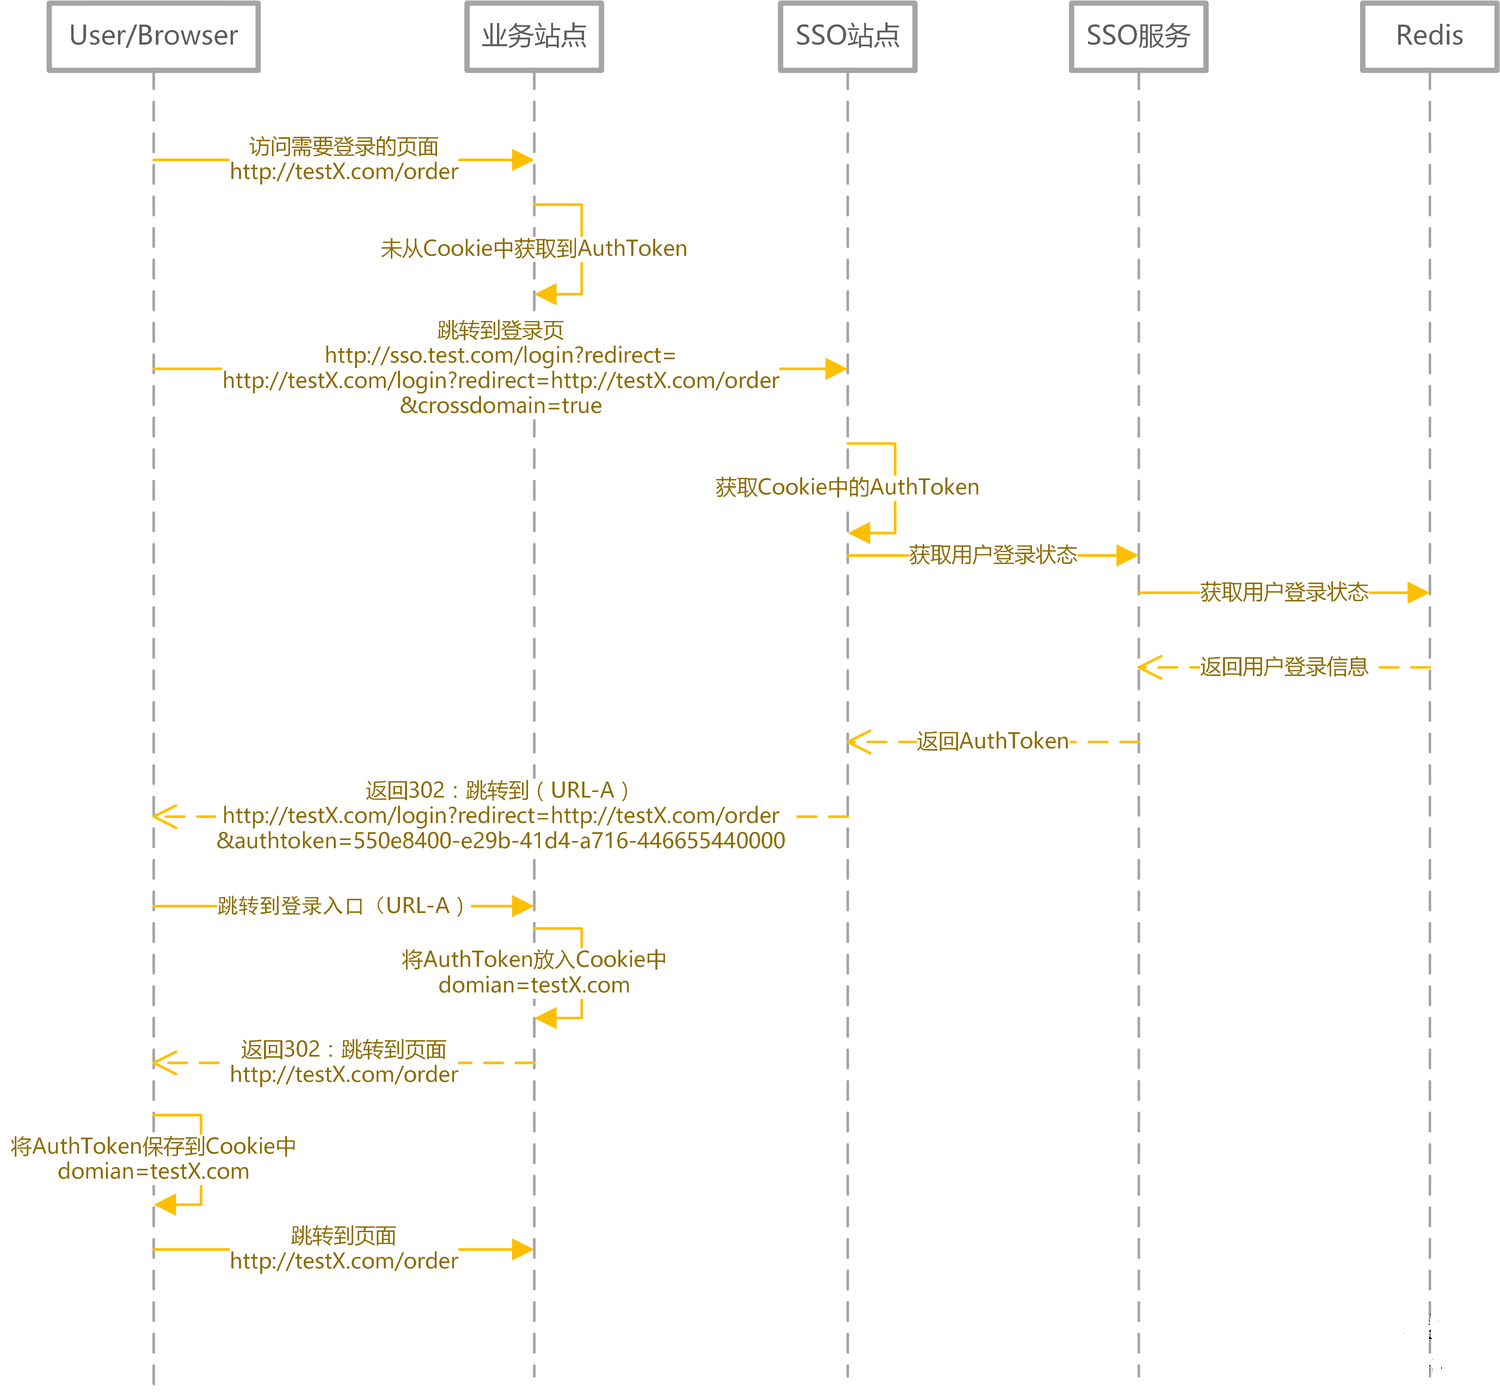 User/Browser
业务站点
SSO站点
SSO服务
Redis
访问需要登录的页面
http://testX.com/order
未从Cookie中获取到AuthToken
跳转到登录页
http://sso.test.com/login?redirect=
http://testX.com/login?redirect=http://testX.com/order
&crossdomain=true
获取Cookie中的AuthToken
获取用户登录状态
获取用户登录状态
返回用户登录信息
返回AuthToken
返回302：跳转到（URL-A）
http://testX.com/login?redirect=http://testX.com/order
&authtoken=550e8400-e29b-41d4-a716-446655440000
跳转到登录入口（URL-A）
将AuthToken放入Cookie中
domian=testX.com
返回302：跳转到页面
http://testX.com/order
将AuthToken保存到Cookie中
domian=testX.com
跳转到页面
http://testX.com/order